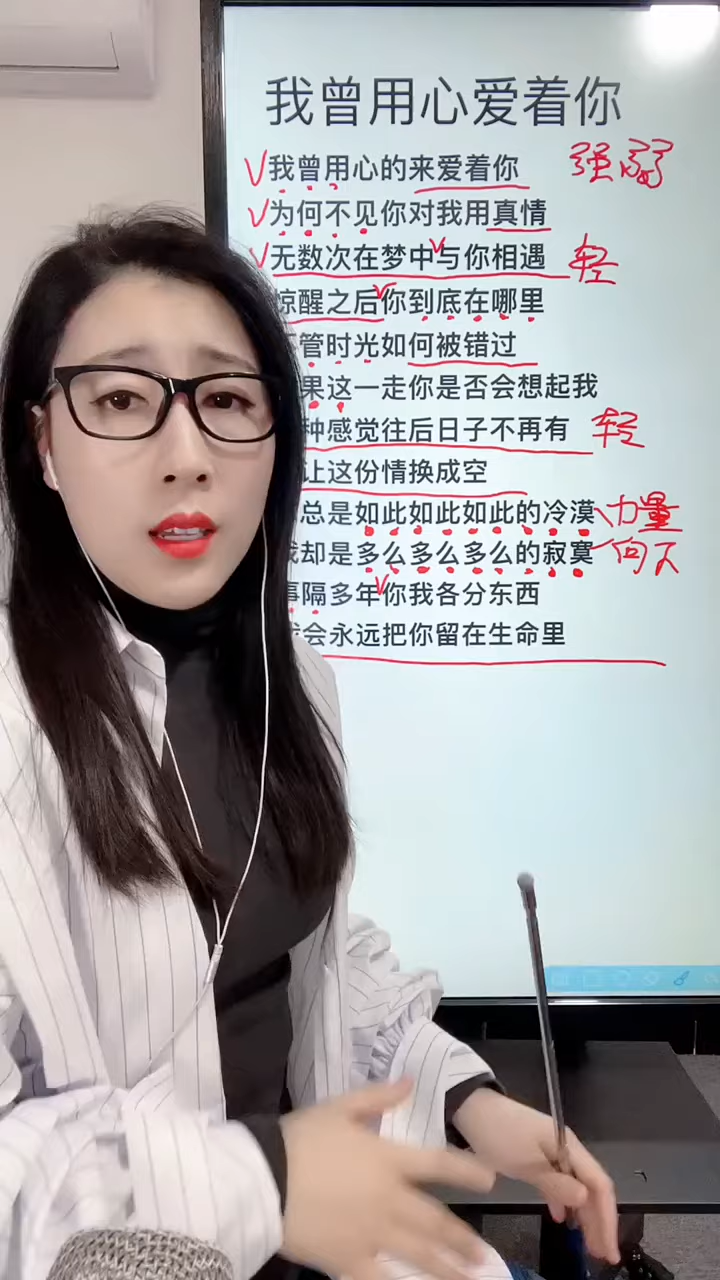 我曾用心爱着你
我曾用心的来爱着你 强弱
为何不见你对我用真情
无数次在梦中与你相遇 轻
惊醒之后你到底在哪里
管时光如何被错过
果这一走你是否会想起我
种感觉往后日子不再有 轻
让这份情换成空
总是如此如此如此的冷漠 力量
我却是多么多么多么的寂寞 向下
事隔多年你我各分东西
会永远把你留在生命里